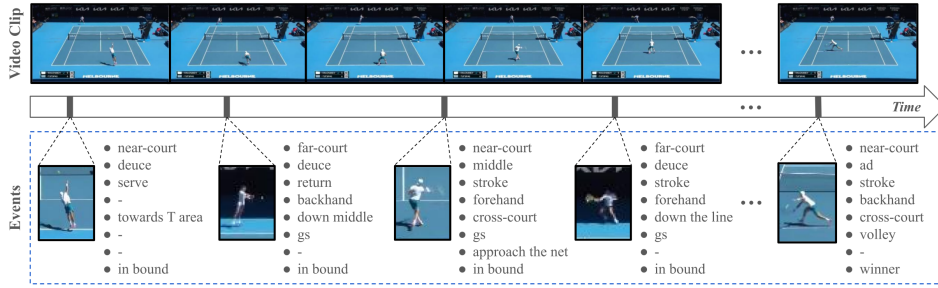 Video Clip
MELBOURNE
MELBOURNE
MELBOURNE
MELBOURNE
MELBOURNE
MELBOURNE
...
Time
...
Events
● near-court
● deuce
● serve
● -
● towards T area
● -
● -
● in bound
● far-court
● deuce
● return
● backhand
● down middle
● gs
● -
● in bound
● near-court
● middle
● stroke
● forehand
● cross-court
● gs
● approach the net
● in bound
● far-court
● deuce
● stroke
● forehand
● down the line
● gs
● -
● in bound
...
● near-court
● ad
● stroke
● backhand
● cross-court
● volley
● -
● winner